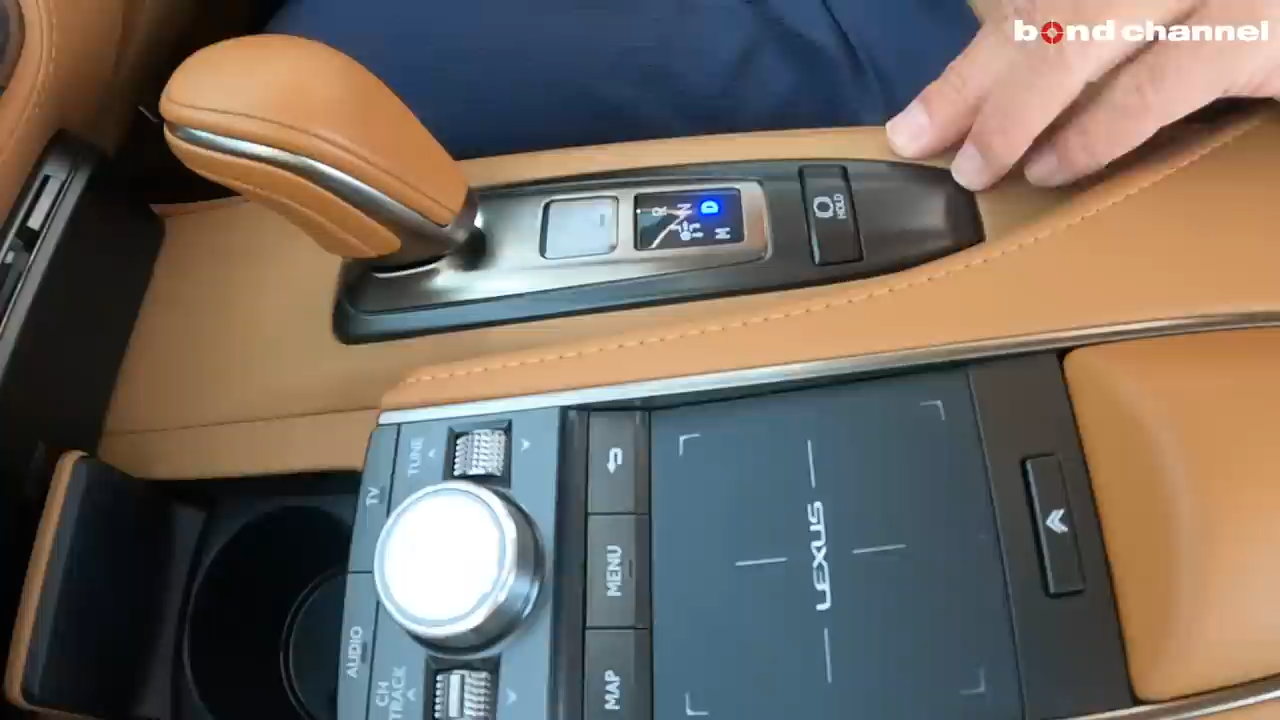 bond channel
R
N
D
M
HOLD
TUNE
TV
AUDIO
CH
TRACK
MENU
MAP
LEXUS